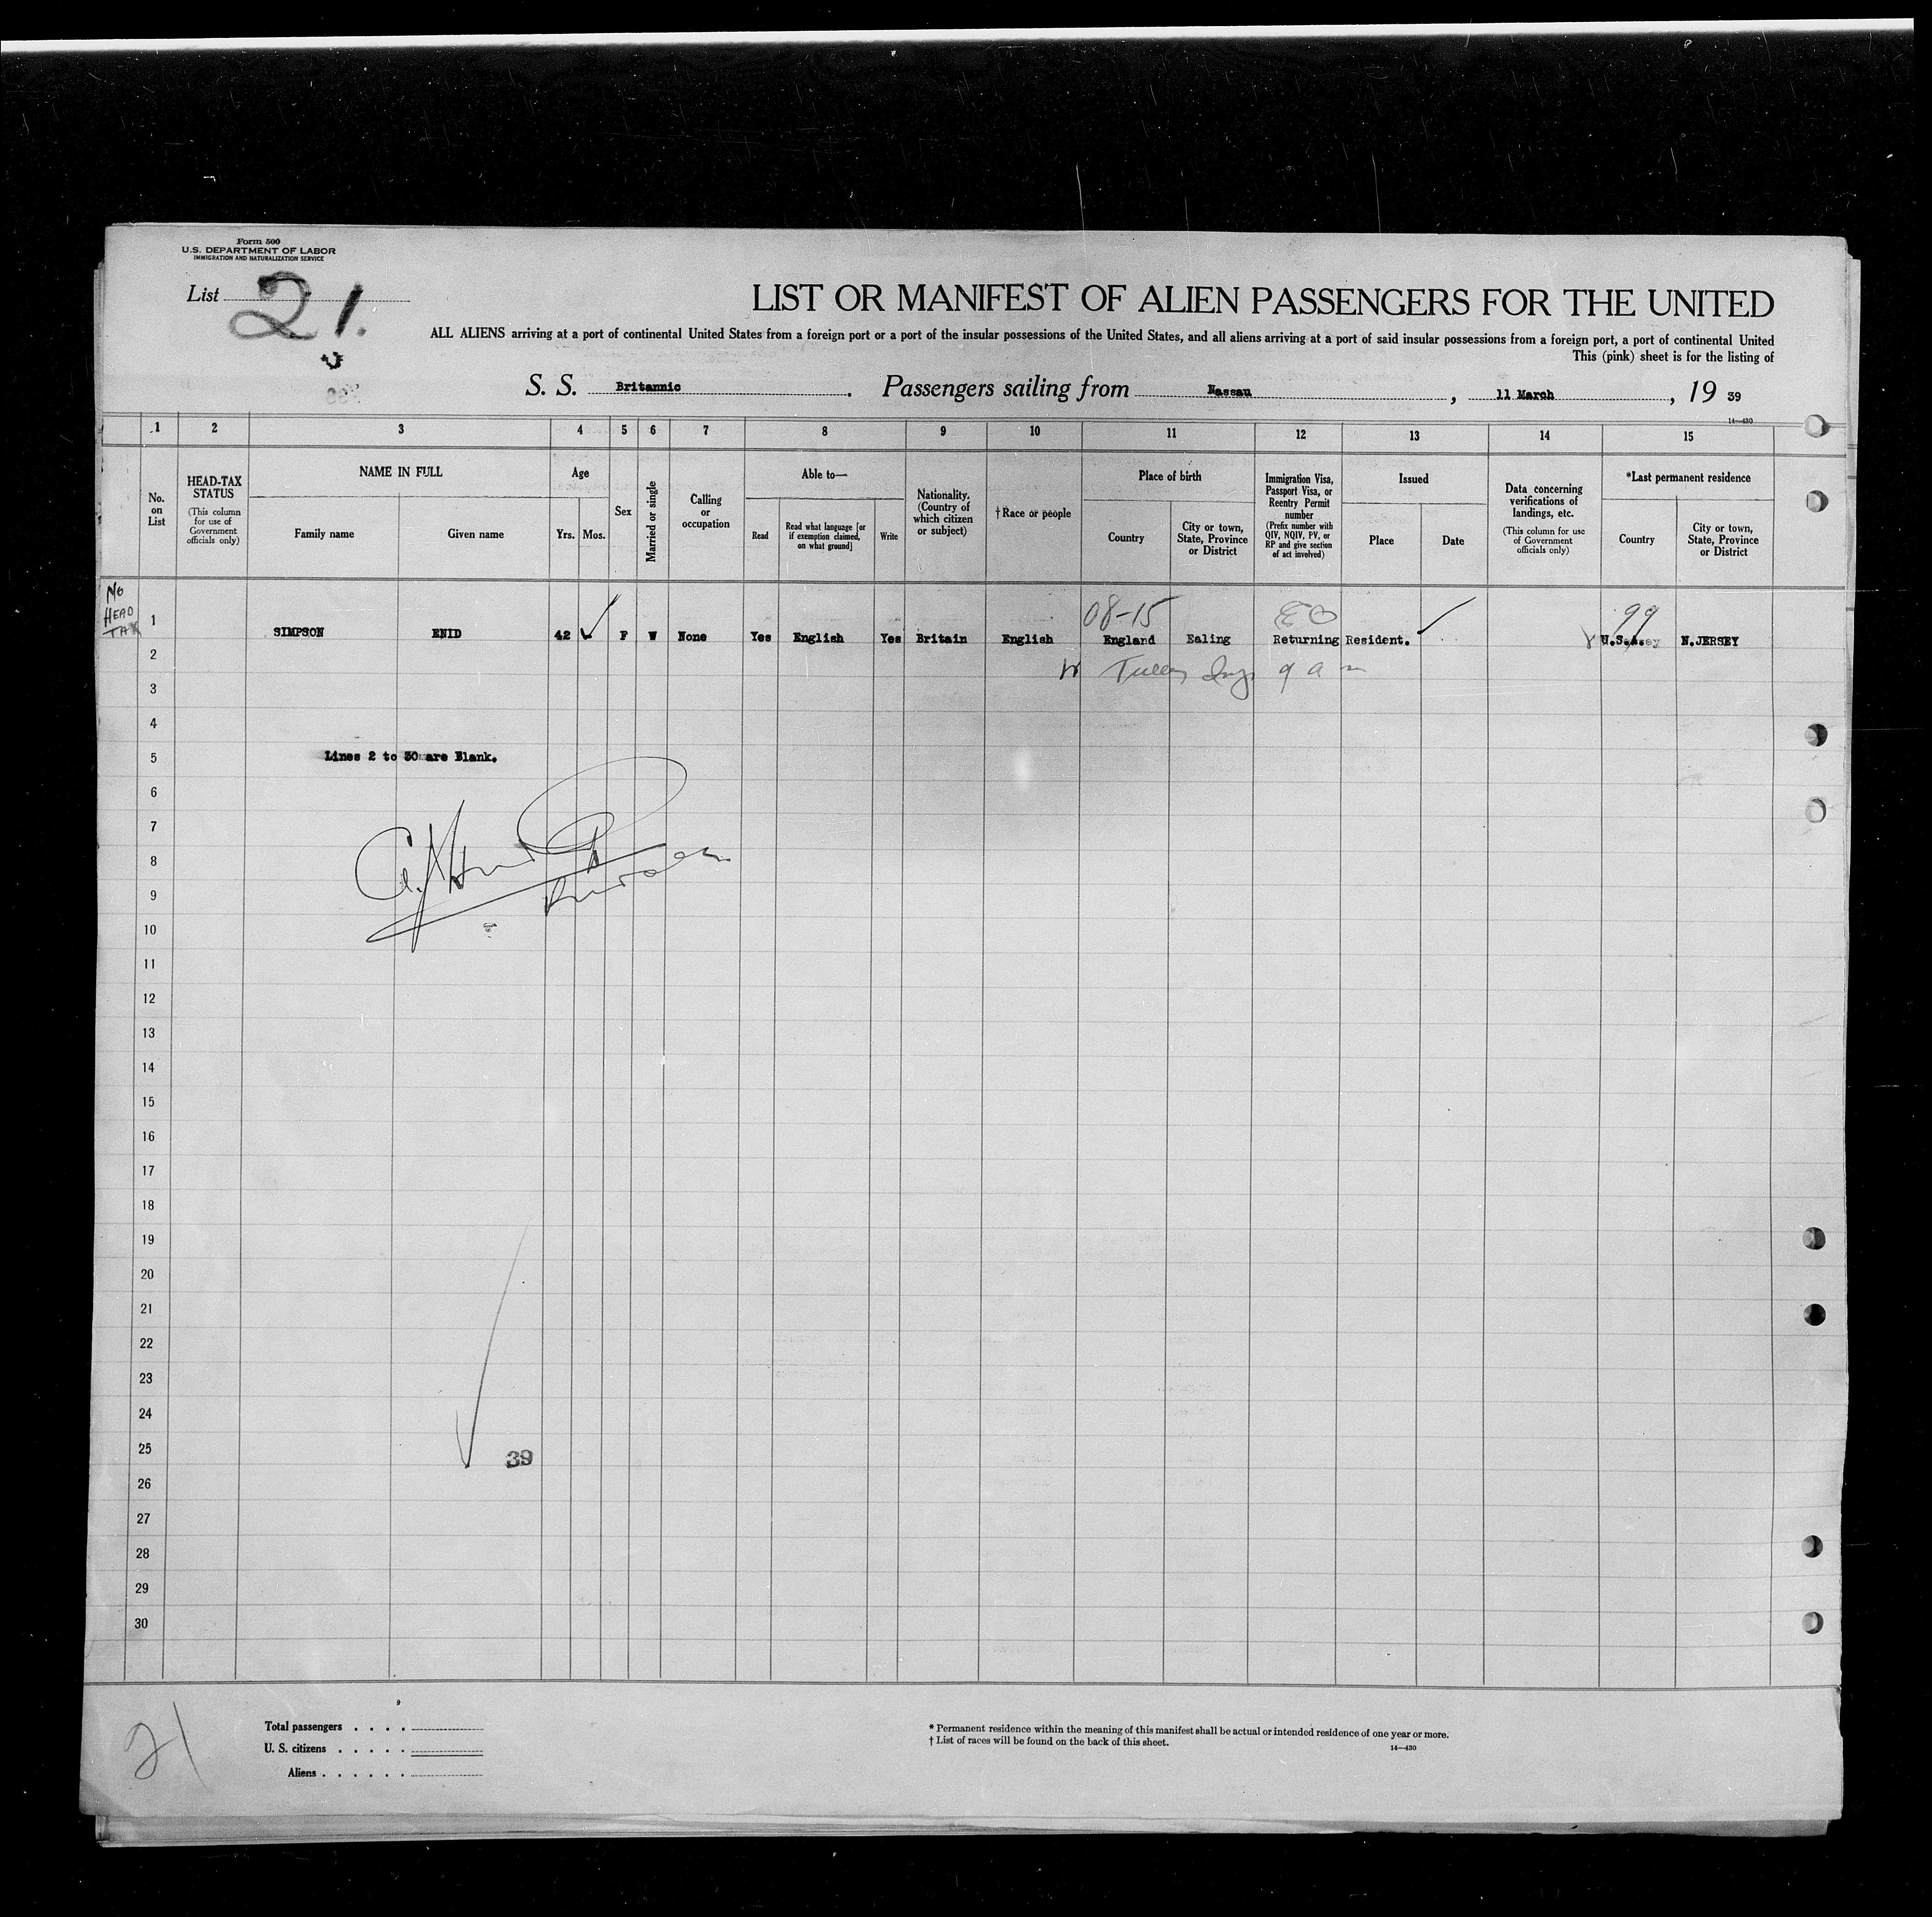 Form 500
U.S. DEPARTMENT OF LABOR
IMMIGRATION AND NATURALIZATION SERVICE
List 21.
LIST OR MANIFEST OF ALIEN PASSENGERS FOR THE UNITED
ALL ALIENS arriving at a port of continental United States from a foreign port or a port of the insular possessions of the United States, and all aliens arriving at a port of said insular possessions from a foreign port, a port of continental United
This (pink) sheet is for the listing of
S. S. Britannic. Passengers sailing from Nassau, 11 March, 19 39
14—430
1 2 3 4 5 6 7 8 9 10 11 12 13 14 15
No. on List
HEAD-TAX STATUS
(This column for use of Government officials only)
NAME IN FULL
Family name
Given name
Age
Yrs. Mos.
Sex
Married or single
Calling or occupation
Able to—
Read
Read what language [or if exemption claimed, on what ground]
Write
Nationality. (Country of which citizen or subject)
†Race or people
Place of birth
Country
City or town, State, Province or District
Immigration Visa, Passport Visa, or Reentry Permit number
(Prefix number with QIV, NQIV, PV, or RP and give section of act involved)
Issued
Place
Date
Data concerning verifications of landings, etc.
(This column for use of Government officials only)
*Last permanent residence
Country
City or town, State, Province or District
NO HEAD TAX
08-15 99
1 SIMPSON ENID 42 F W None Yes English Yes Britain English England Ealing Returning Resident. U.S.A. N.JERSEY
2
3
4
5 Lines 2 to 30 are Blank.
6
7
8
9
10
11
12
13
14
15
16
17
18
19
20
21
22
23
24
25
39
26
27
28
29
30
21
Total passengers . . . .
U. S. citizens . . . . .
Aliens . . . . . .
* Permanent residence within the meaning of this manifest shall be actual or intended residence of one year or more.
† List of races will be found on the back of this sheet.
14—430